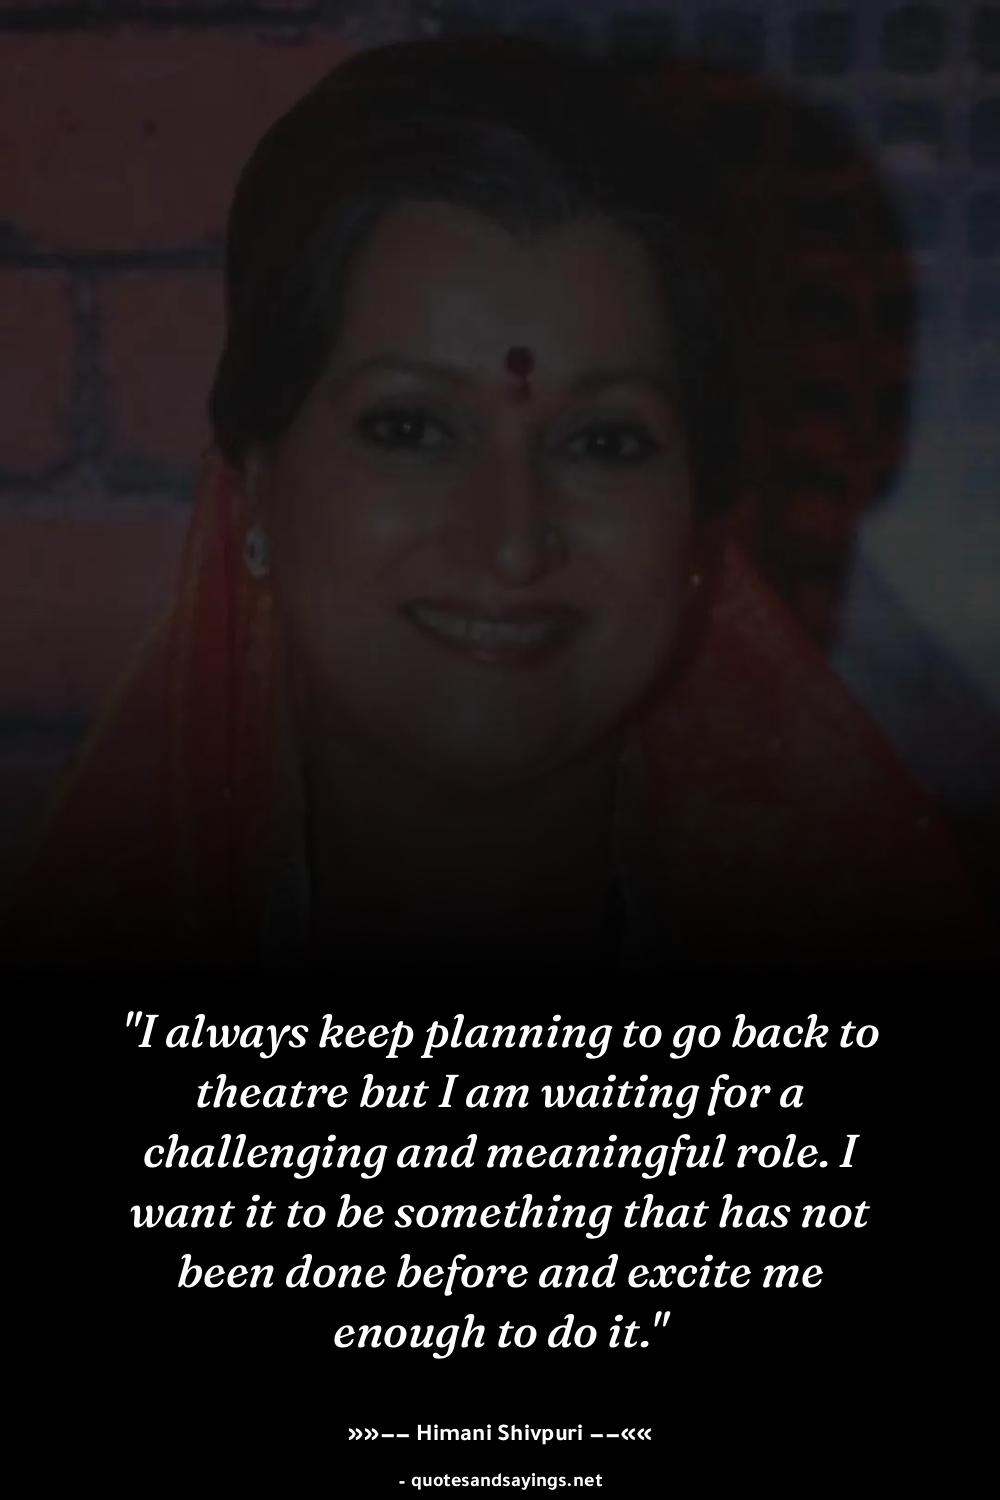 "I always keep planning to go back to
theatre but I am waiting for a
challenging and meaningful role. I
want it to be something that has not
been done before and excite me
enough to do it."
»»−− Himani Shivpuri −−««
- quotesandsayings.net